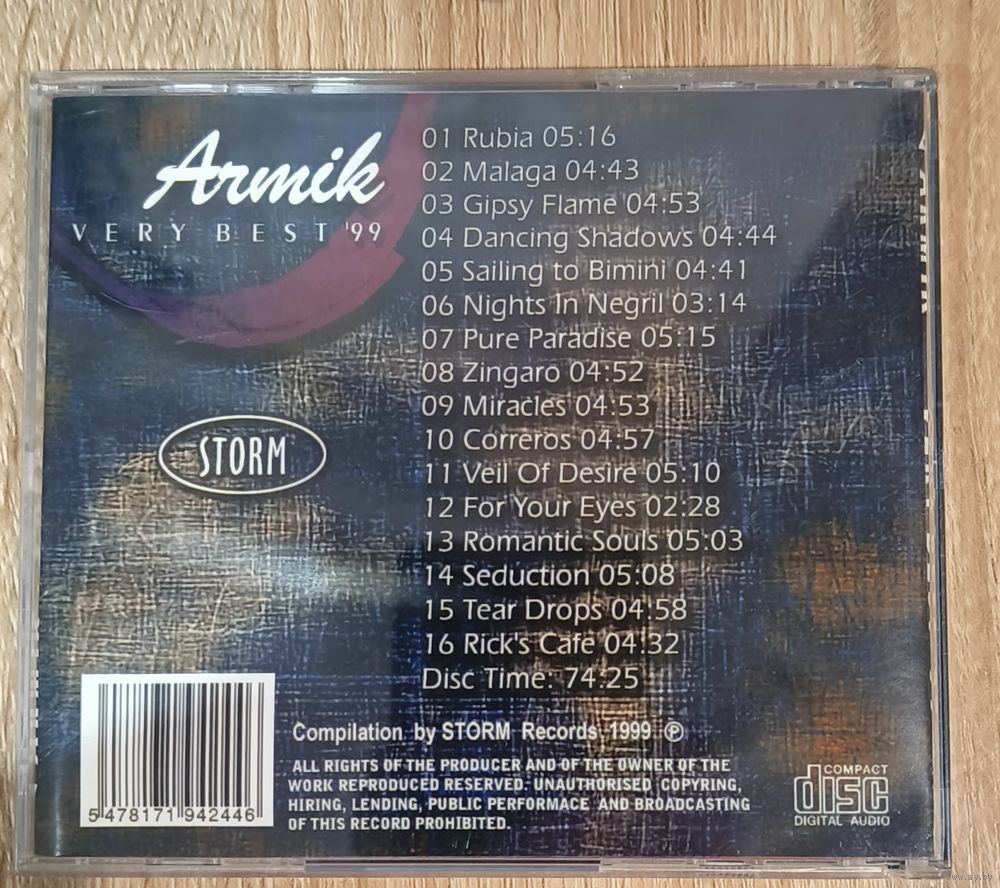 Armik
VERY BEST '99
01 Rubia 05:16
02 Malaga 04:43
03 Gipsy Flame 04:53
04 Dancing Shadows 04:44
05 Sailing to Bimini 04:41
06 Nights In Negril 03:14
07 Pure Paradise 05:15
08 Zingaro 04:52
09 Miracles 04:53
10 Correros 04:57
11 Veil Of Desire 05:10
12 For Your Eyes 02:28
13 Romantic Souls 05:03
14 Seduction 05:08
15 Tear Drops 04:58
16 Rick's Cafe 04:32
Disc Time: 74:25
STORM
Compilation by STORM Records 1999 ℗
ALL RIGHTS OF THE PRODUCER AND OF THE OWNER OF THE
WORK REPRODUCED RESERVED. UNAUTHORISED COPYRING,
HIRING, LENDING, PUBLIC PERFORMACE AND BROADCASTING
OF THIS RECORD PROHIBITED.
5 478171 942446
COMPACT
disc
DIGITAL AUDIO
www.ay.by